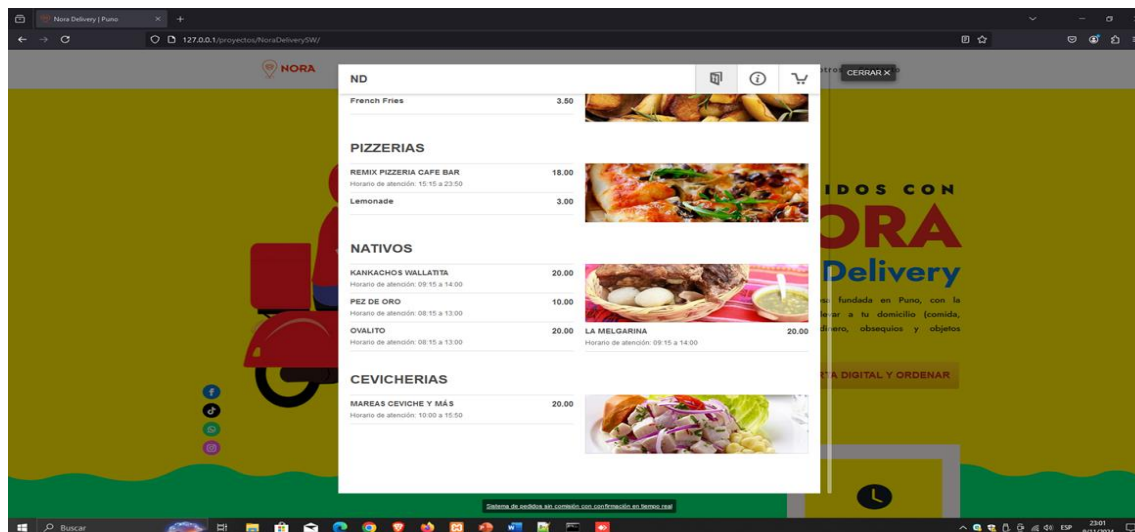 Nora Delivery | Puno
127.0.0.1/proyectos/NoraDeliverySW/
NORA
ND
CERRAR X
French Fries 3.50
PIZZERIAS
REMIX PIZZERIA CAFE BAR 18.00
Horario de atención: 15:15 a 23:50
Lemonade 3.00
NATIVOS
KANKACHOS WALLATITA 20.00
Horario de atención: 09:15 a 14:00
PEZ DE ORO 10.00
Horario de atención: 08:15 a 13:00
OVALITO 20.00
Horario de atención: 08:15 a 13:00
LA MELGARINA 20.00
Horario de atención: 09:15 a 14:00
CEVICHERIAS
MAREAS CEVICHE Y MÁS 20.00
Horario de atención: 10:00 a 15:50
IDOS CON
ORA
Delivery
fundada en Puno, con la
a tu domicilio (comida,
dinero, obsequios y objetos
TA DIGITAL Y ORDENAR
Sistema de pedidos sin comisión con confirmación en tiempo real
Buscar
ESP
23:01